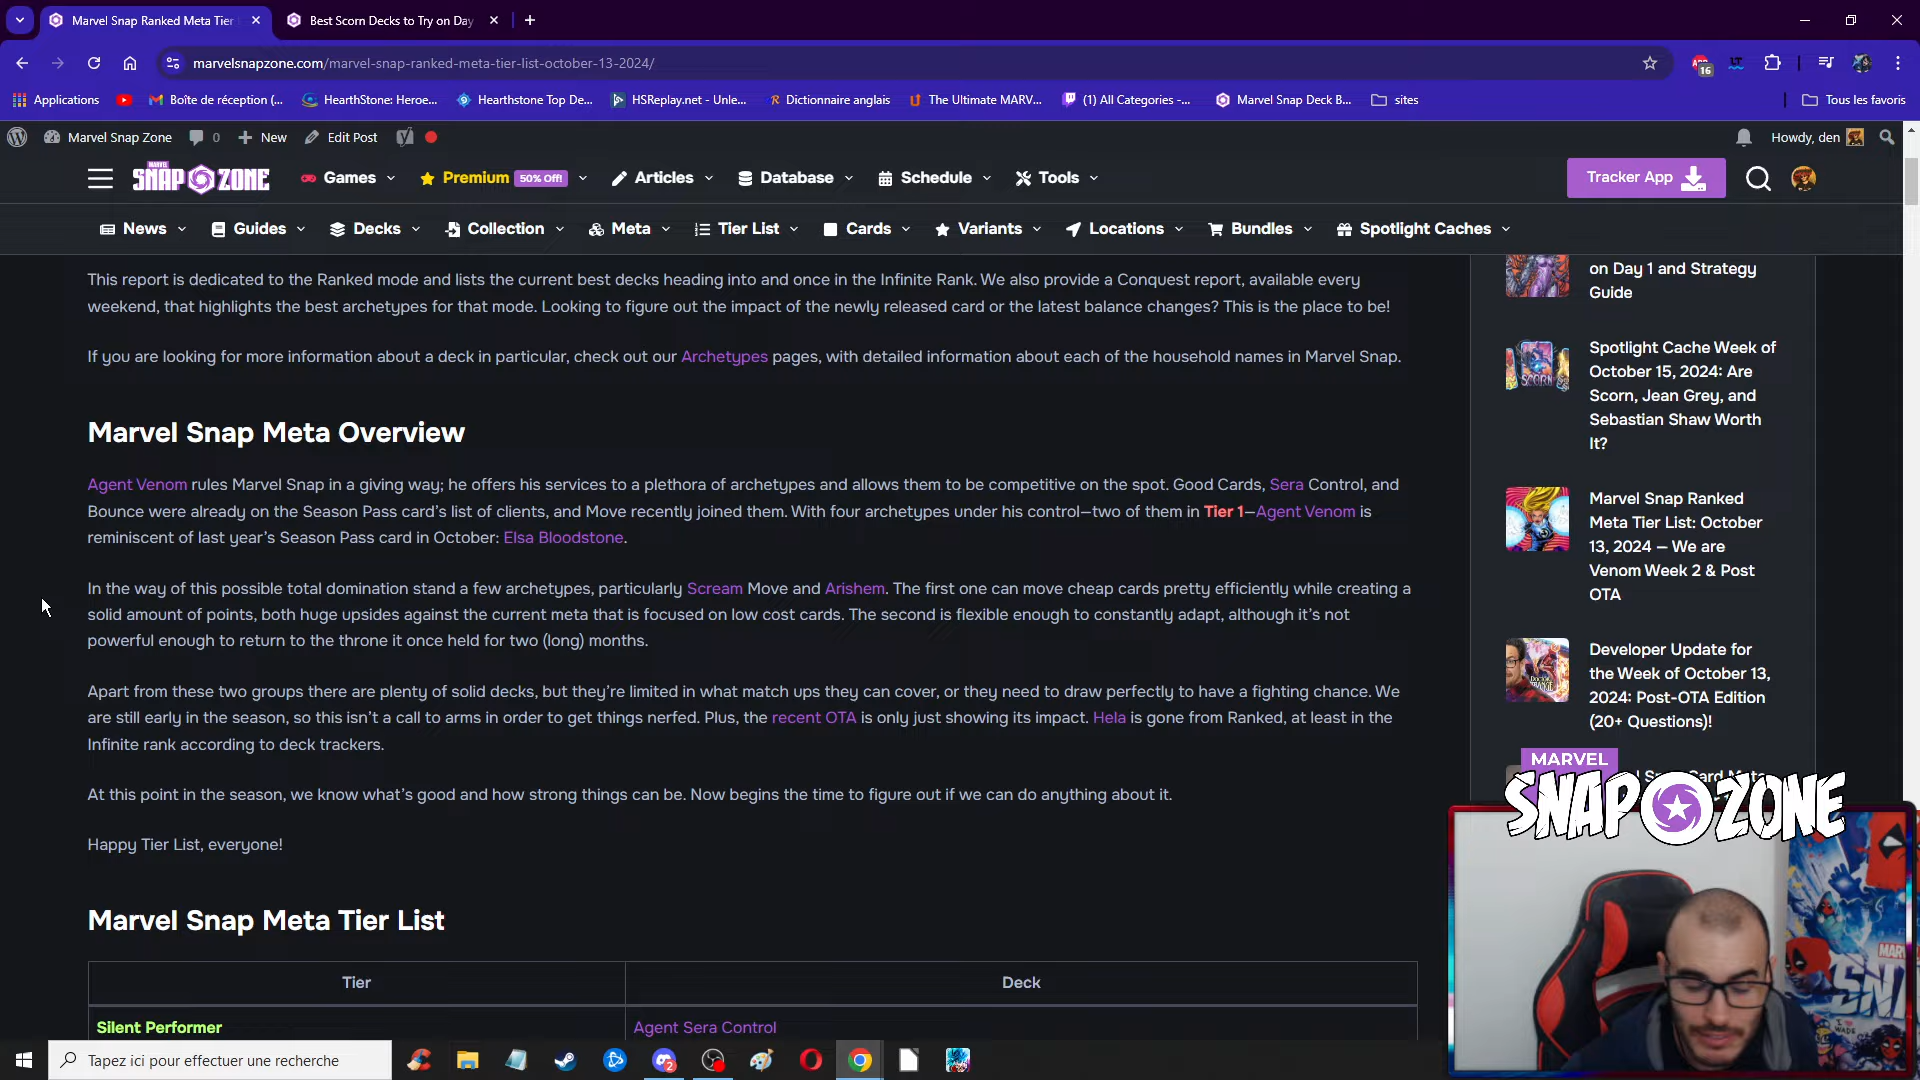 Marvel Snap Ranked Meta Tier
Best Scorn Decks to Try on Day
marvelsnapzone.com/marvel-snap-ranked-meta-tier-list-october-13-2024/
16
Applications
Boîte de réception (...
HearthStone: Heroe...
Hearthstone Top De...
HSReplay.net - Unle...
Dictionnaire anglais
The Ultimate MARV...
(1) All Categories -...
Marvel Snap Deck B...
sites
Tous les favoris
Marvel Snap Zone
0
New
Edit Post
Howdy, den
MARVEL
SNAP ZONE
Games
Premium 50% Off!
Articles
Database
Schedule
Tools
Tracker App
News
Guides
Decks
Collection
Meta
Tier List
Cards
Variants
Locations
Bundles
Spotlight Caches
This report is dedicated to the Ranked mode and lists the current best decks heading into and once in the Infinite Rank. We also provide a Conquest report, available every
weekend, that highlights the best archetypes for that mode. Looking to figure out the impact of the newly released card or the latest balance changes? This is the place to be!
If you are looking for more information about a deck in particular, check out our Archetypes pages, with detailed information about each of the household names in Marvel Snap.
Marvel Snap Meta Overview
Agent Venom rules Marvel Snap in a giving way; he offers his services to a plethora of archetypes and allows them to be competitive on the spot. Good Cards, Sera Control, and
Bounce were already on the Season Pass card's list of clients, and Move recently joined them. With four archetypes under his control—two of them in Tier 1—Agent Venom is
reminiscent of last year's Season Pass card in October: Elsa Bloodstone.
In the way of this possible total domination stand a few archetypes, particularly Scream Move and Arishem. The first one can move cheap cards pretty efficiently while creating a
solid amount of points, both huge upsides against the current meta that is focused on low cost cards. The second is flexible enough to constantly adapt, although it's not
powerful enough to return to the throne it once held for two (long) months.
Apart from these two groups there are plenty of solid decks, but they're limited in what match ups they can cover, or they need to draw perfectly to have a fighting chance. We
are still early in the season, so this isn't a call to arms in order to get things nerfed. Plus, the recent OTA is only just showing its impact. Hela is gone from Ranked, at least in the
Infinite rank according to deck trackers.
At this point in the season, we know what's good and how strong things can be. Now begins the time to figure out if we can do anything about it.
Happy Tier List, everyone!
Marvel Snap Meta Tier List
Tier
Deck
Silent Performer
Agent Sera Control
on Day 1 and Strategy
Guide
SCORN
Spotlight Cache Week of
October 15, 2024: Are
Scorn, Jean Grey, and
Sebastian Shaw Worth
It?
Marvel Snap Ranked
Meta Tier List: October
13, 2024 – We are
Venom Week 2 & Post
OTA
Developer Update for
the Week of October 13,
2024: Post-OTA Edition
(20+ Questions)!
MARVEL
SNAP ZONE
Tapez ici pour effectuer une recherche
2